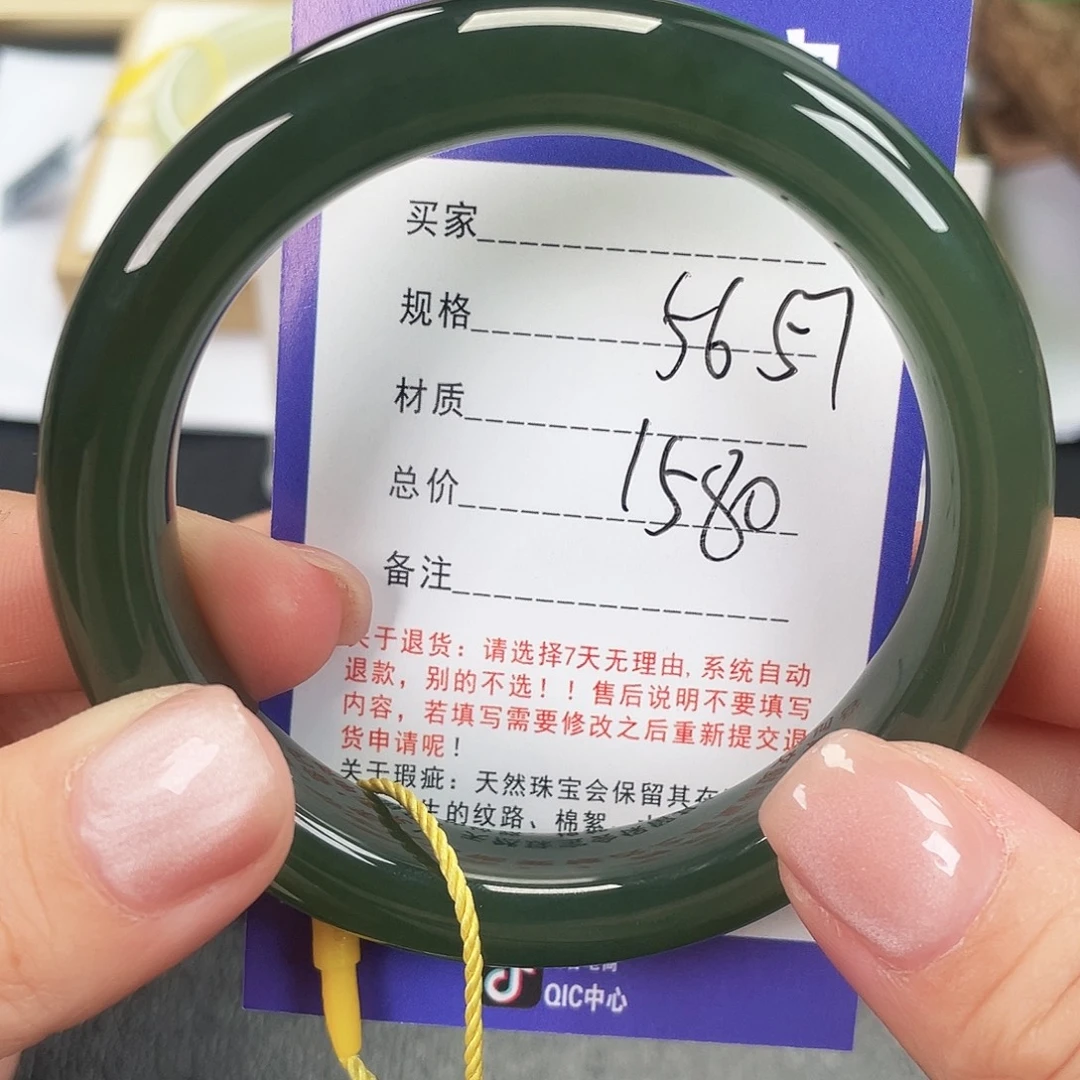 买家
规格 56 57
材质
总价 1580
备注
于退货：请选择7天无理由，系统自动
退款，别的不选！！售后说明不要填写
内容，若填写需要修改之后重新提交退
货申请呢！
关于瑕疵：天然珠宝会保留其在
生的纹路、棉絮
QIC中心